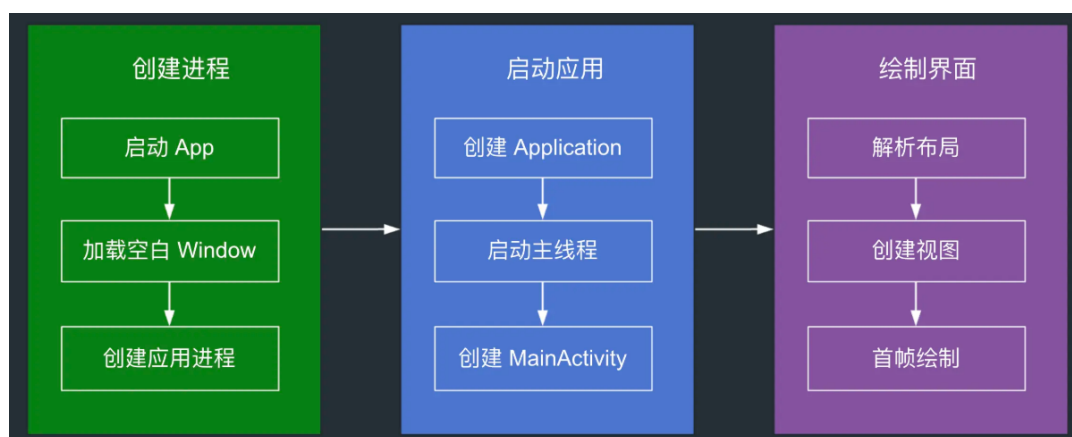 创建进程
启动 App
加载空白 Window
创建应用进程
启动应用
创建 Application
启动主线程
创建 MainActivity
绘制界面
解析布局
创建视图
首帧绘制